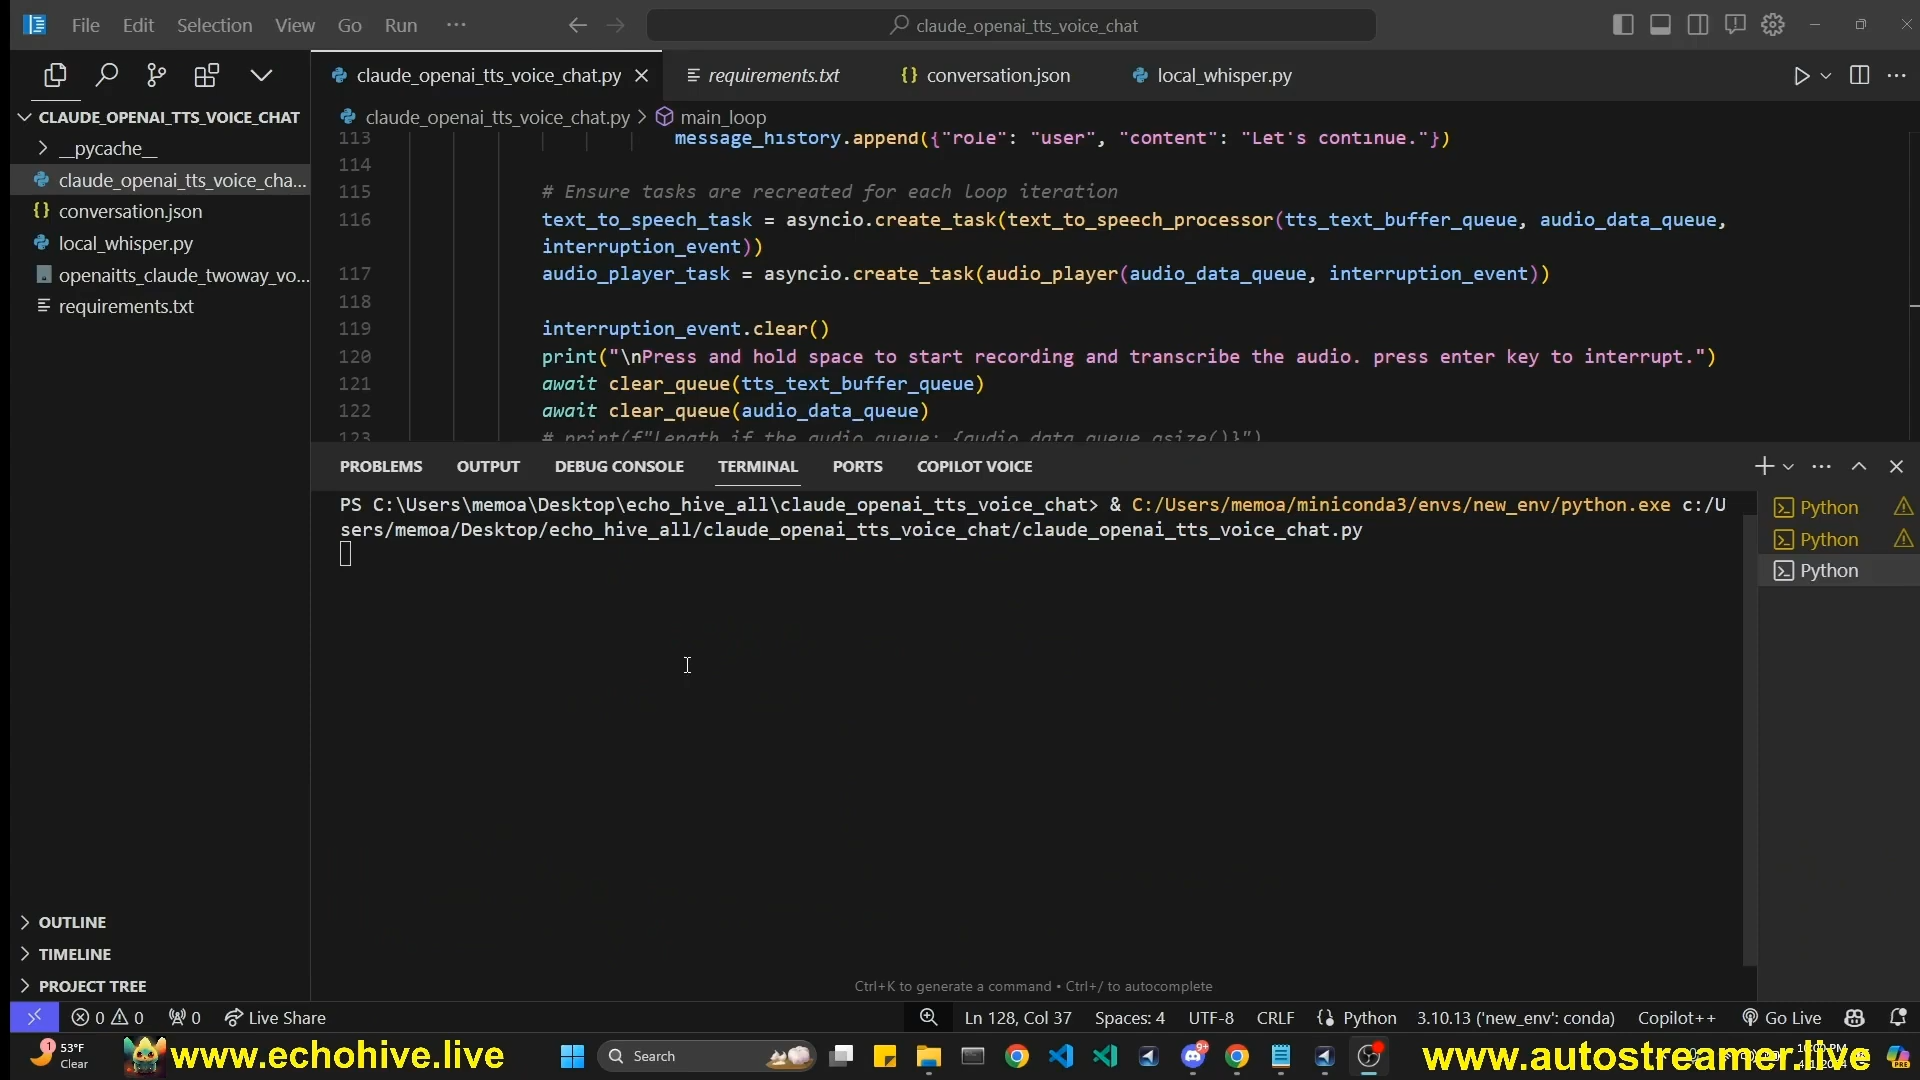 File Edit Selection View Go Run ··· claude_openai_tts_voice_chat
claude_openai_tts_voice_chat.py requirements.txt conversation.json local_whisper.py
CLAUDE_OPENAI_TTS_VOICE_CHAT
__pycache__
claude_openai_tts_voice_cha...
conversation.json
local_whisper.py
openaitts_claude_twoway_vo...
requirements.txt
OUTLINE
TIMELINE
PROJECT TREE
claude_openai_tts_voice_chat.py > main_loop
113 message_history.append({"role": "user", "content": "Let's continue."})
114
115 # Ensure tasks are recreated for each loop iteration
116 text_to_speech_task = asyncio.create_task(text_to_speech_processor(tts_text_buffer_queue, audio_data_queue,
interruption_event))
117 audio_player_task = asyncio.create_task(audio_player(audio_data_queue, interruption_event))
118
119 interruption_event.clear()
120 print("\nPress and hold space to start recording and transcribe the audio. press enter key to interrupt.")
121 await clear_queue(tts_text_buffer_queue)
122 await clear_queue(audio_data_queue)
123 # print(f"Length if the audio queue: {audio_data_queue.qsize()}")
PROBLEMS OUTPUT DEBUG CONSOLE TERMINAL PORTS COPILOT VOICE
PS C:\Users\memoa\Desktop\echo_hive_all\claude_openai_tts_voice_chat> & C:/Users/memoa/miniconda3/envs/new_env/python.exe c:/U
sers/memoa/Desktop/echo_hive_all/claude_openai_tts_voice_chat/claude_openai_tts_voice_chat.py
Python
Python
Python
Ctrl+K to generate a command • Ctrl+/ to autocomplete
0 0 0 Live Share Ln 128, Col 37 Spaces: 4 UTF-8 CRLF Python 3.10.13 ('new_env': conda) Copilot++ Go Live
1 53°F
Clear
www.echohive.live Search 9+ www.autostreamer.live